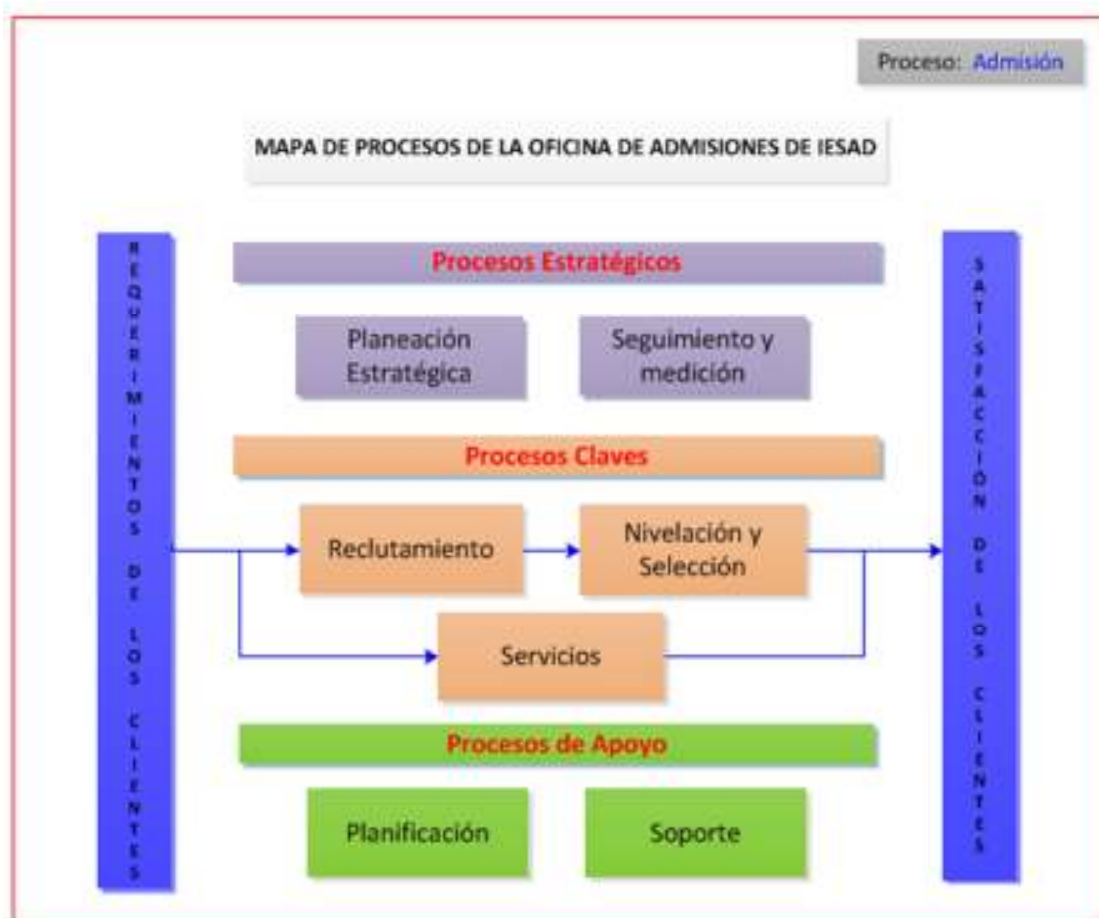 Proceso: Admisión
MAPA DE PROCESOS DE LA OFICINA DE ADMISIONES DE IESAD
REQUERIMIENTOS DE LOS CLIENTES
Procesos Estratégicos
Planeación
Estratégica
Seguimiento y
medición
Procesos Claves
Reclutamiento
Nivelación y
Selección
Servicios
Procesos de Apoyo
Planificación
Soporte
SATISFACCIÓN DE LOS CLIENTES